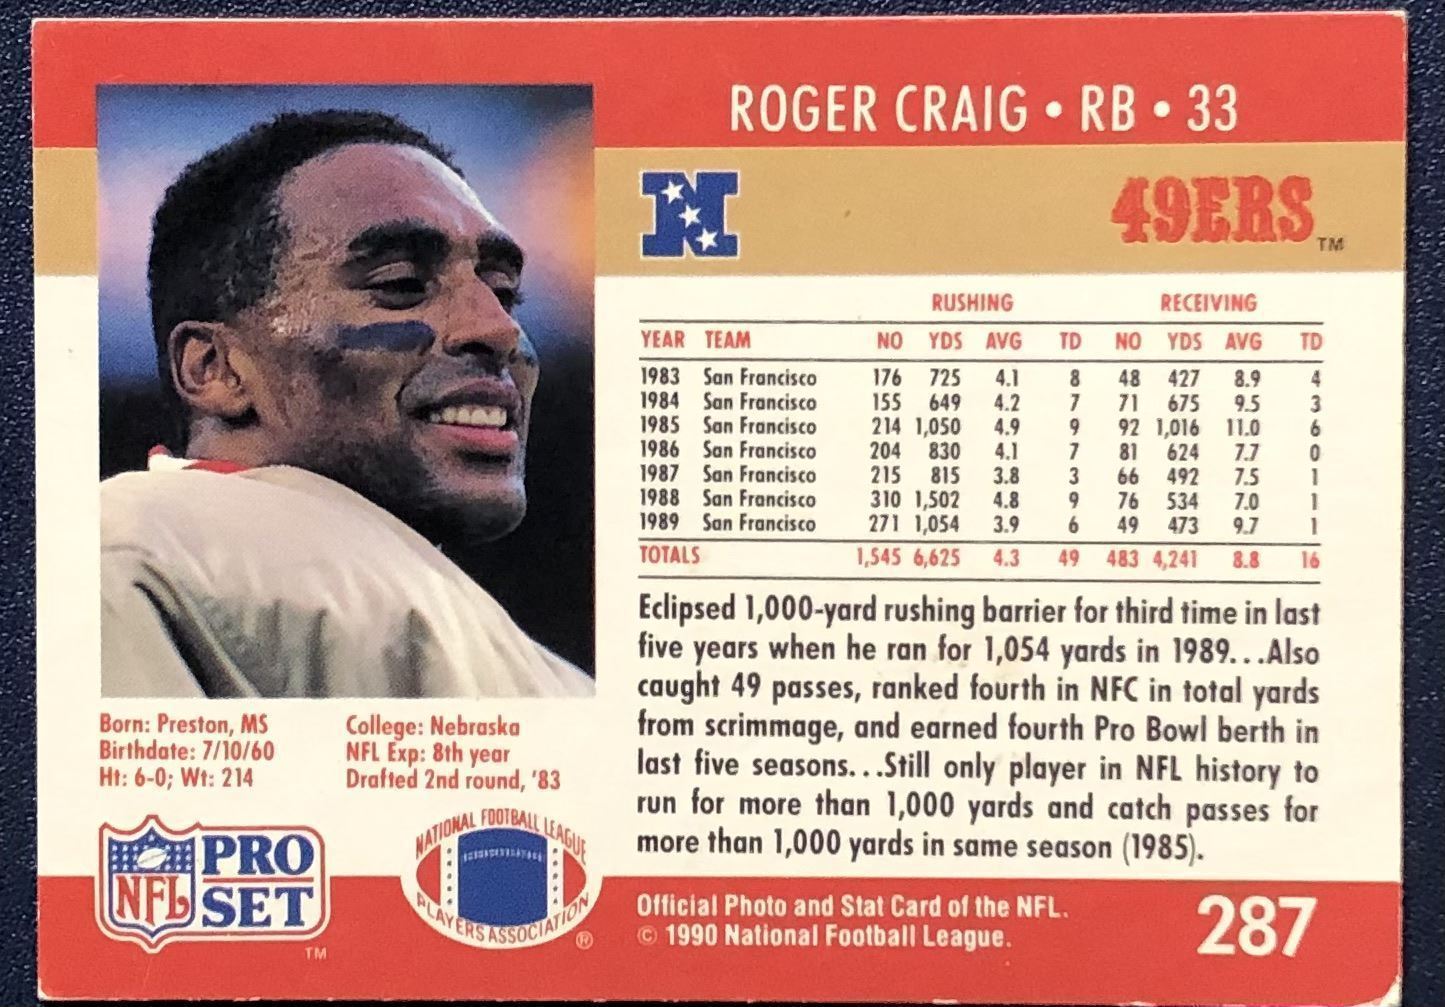 ROGER CRAIG • RB • 33
N
49ERS
TM
RUSHING RECEIVING
YEAR TEAM NO YDS AVG TD NO YDS AVG TD
1983 San Francisco 176 725 4.1 8 48 427 8.9 4
1984 San Francisco 155 649 4.2 7 71 675 9.5 3
1985 San Francisco 214 1,050 4.9 9 92 1,016 11.0 6
1986 San Francisco 204 830 4.1 7 81 624 7.7 0
1987 San Francisco 215 815 3.8 3 66 492 7.5 1
1988 San Francisco 310 1,502 4.8 9 76 534 7.0 1
1989 San Francisco 271 1,054 3.9 6 49 473 9.7 1
TOTALS 1,545 6,625 4.3 49 483 4,241 8.8 16
Eclipsed 1,000-yard rushing barrier for third time in last
five years when he ran for 1,054 yards in 1989...Also
caught 49 passes, ranked fourth in NFC in total yards
from scrimmage, and earned fourth Pro Bowl berth in
last five seasons...Still only player in NFL history to
run for more than 1,000 yards and catch passes for
more than 1,000 yards in same season (1985).
Born: Preston, MS
Birthdate: 7/10/60
Ht: 6-0; Wt: 214
College: Nebraska
NFL Exp: 8th year
Drafted 2nd round, '83
NFL
PRO
SET
TM
NATIONAL FOOTBALL LEAGUE
PLAYERS ASSOCIATION
®
Official Photo and Stat Card of the NFL.
© 1990 National Football League.
287